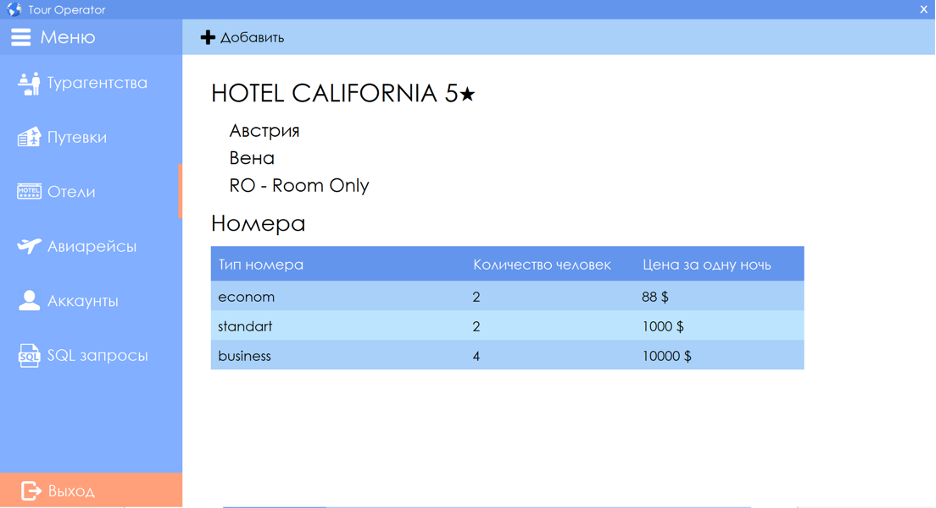 Tour Operator X
Меню
Добавить
Турагентства
Путевки
HOTEL
Отели
Авиарейсы
Аккаунты
SQL
SQL запросы
Выход
HOTEL CALIFORNIA 5★
Австрия
Вена
RO - Room Only
Номера
Тип номера Количество человек Цена за одну ночь
econom 2 88 $
standart 2 1000 $
business 4 10000 $